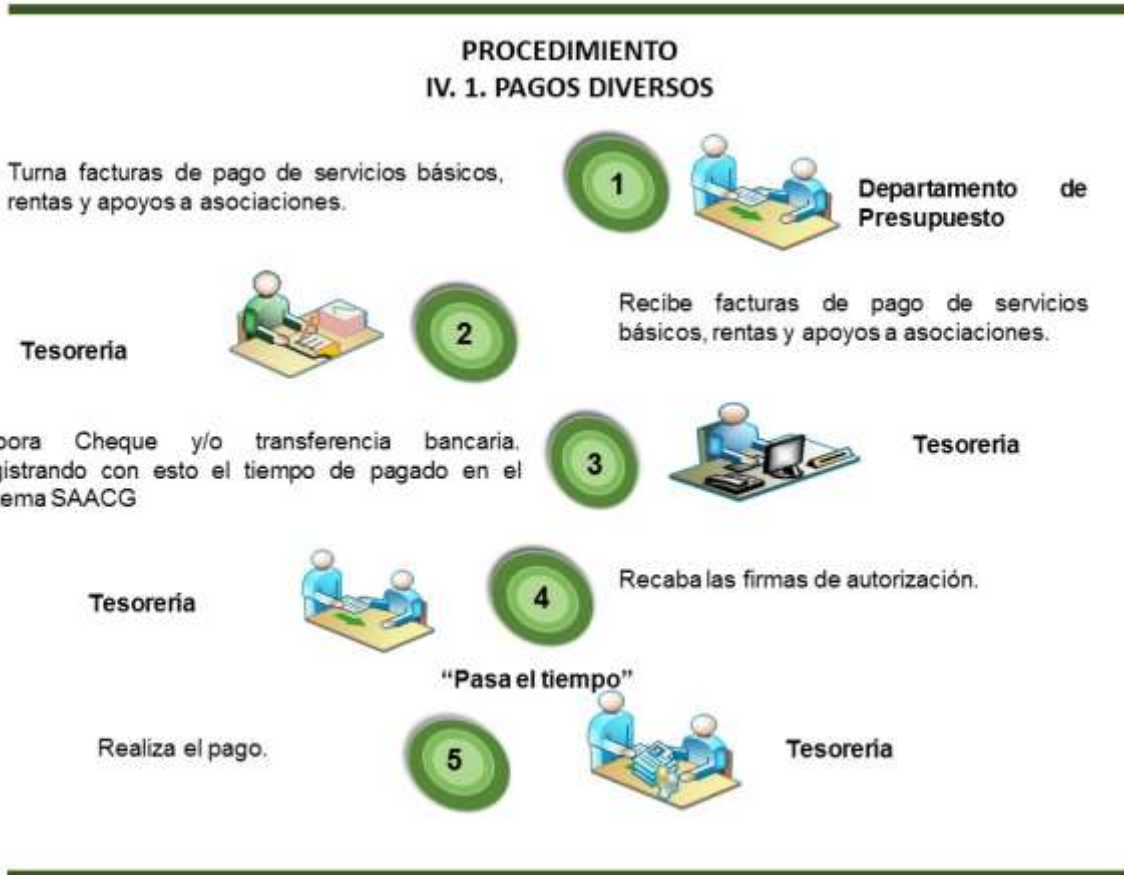 PROCEDIMIENTO
IV. 1. PAGOS DIVERSOS
Turna facturas de pago de servicios básicos,
rentas y apoyos a asociaciones.
1
Departamento de
Presupuesto
Tesoreria
2
Recibe facturas de pago de servicios
básicos, rentas y apoyos a asociaciones.
bora Cheque y/o transferencia bancaria.
gistrando con esto el tiempo de pagado en el
ema SAACG
3
Tesoreria
Tesoreria
4
Recaba las firmas de autorización.
“Pasa el tiempo”
Realiza el pago.
5
Tesoreria